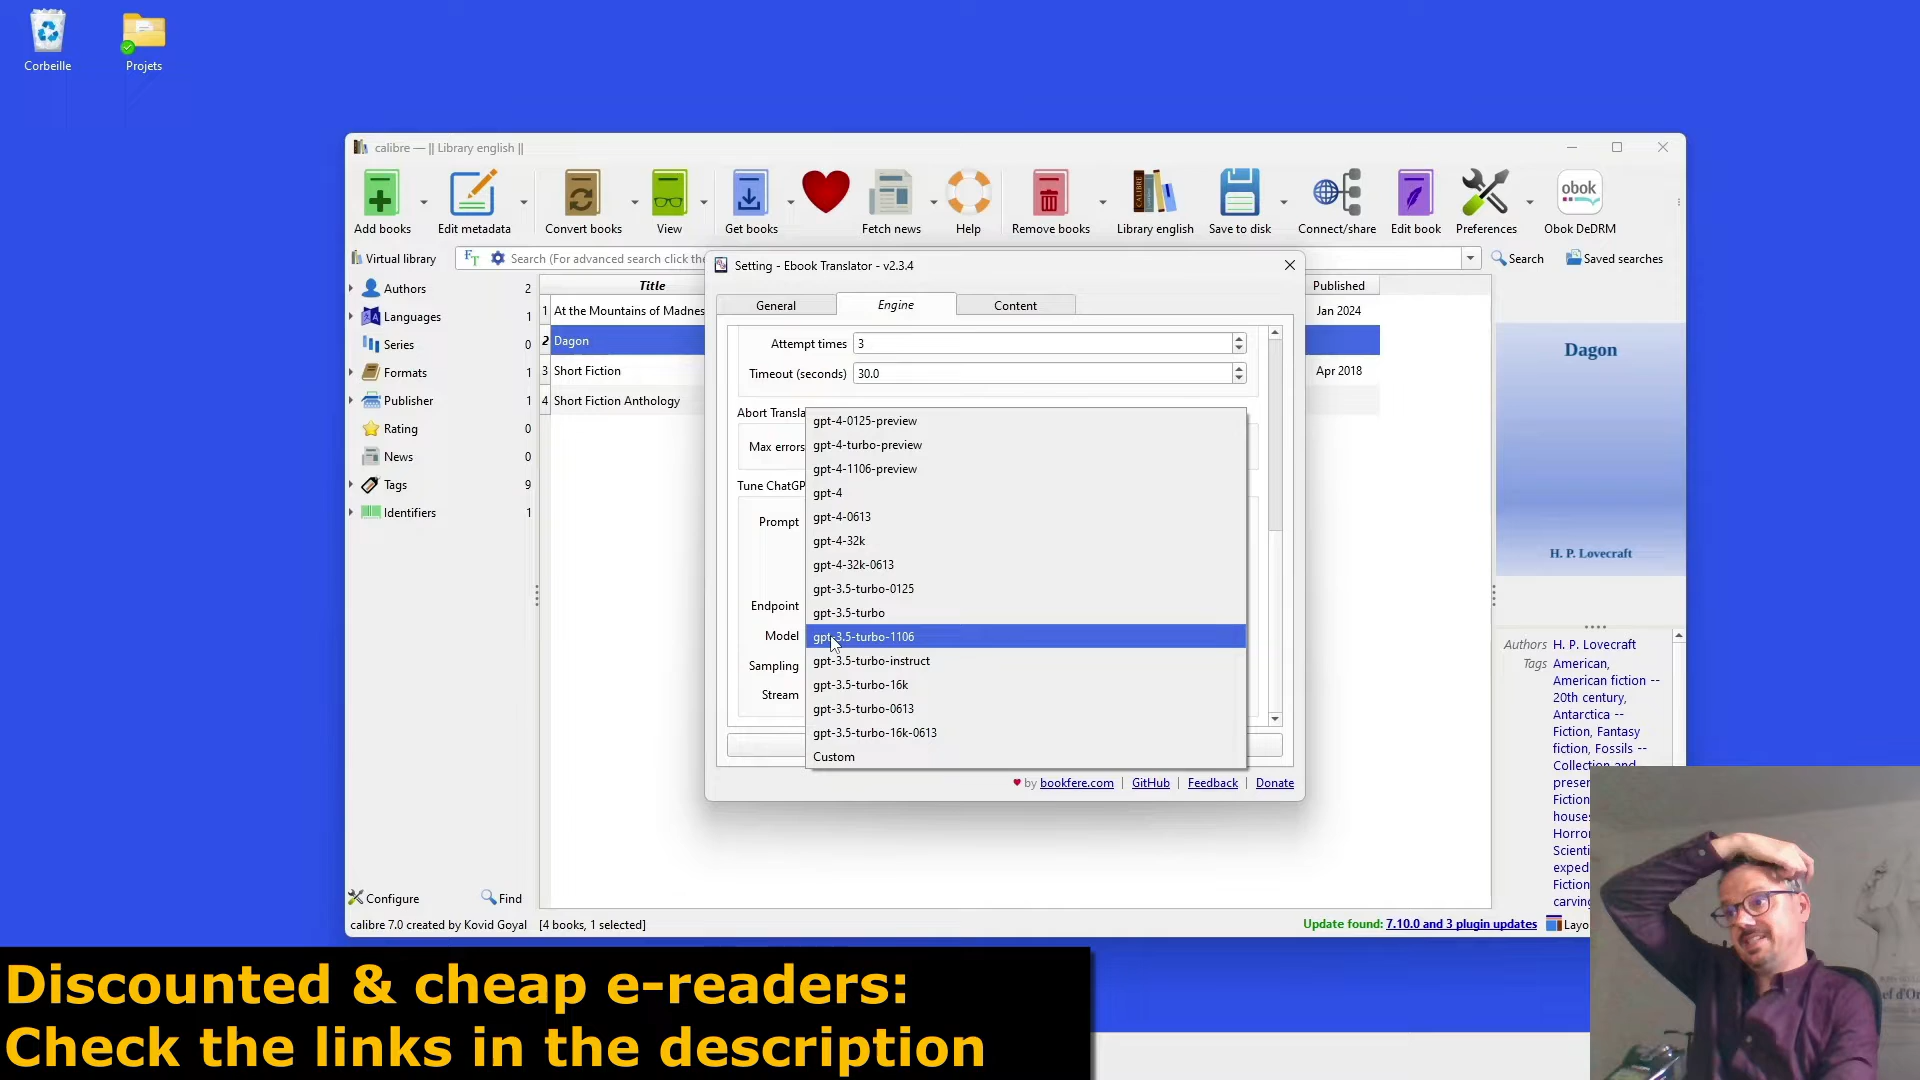 Corbeille
Projets
calibre — || Library english ||
Add books
Edit metadata
Convert books
View
Get books
Fetch news
Help
Remove books
Library english
Save to disk
Connect/share
Edit book
Preferences
obok
Obok DeDRM
Virtual library
Search (For advanced search click the
Search
Saved searches
Authors 2
Languages 1
Series 0
Formats 1
Publisher 1
Rating 0
News 0
Tags 9
Identifiers 1
Configure
Find
Title
Published
1 At the Mountains of Madnes
Jan 2024
2 Dagon
3 Short Fiction
Apr 2018
4 Short Fiction Anthology
Setting - Ebook Translator - v2.3.4
General
Engine
Content
Attempt times 3
Timeout (seconds) 30.0
Abort Transla
Max errors
Tune ChatGP
Prompt
Endpoint
Model
Sampling
Stream
gpt-4-0125-preview
gpt-4-turbo-preview
gpt-4-1106-preview
gpt-4
gpt-4-0613
gpt-4-32k
gpt-4-32k-0613
gpt-3.5-turbo-0125
gpt-3.5-turbo
gpt-3.5-turbo-1106
gpt-3.5-turbo-instruct
gpt-3.5-turbo-16k
gpt-3.5-turbo-0613
gpt-3.5-turbo-16k-0613
Custom
♥ by bookfere.com | GitHub | Feedback | Donate
Dagon
H. P. Lovecraft
Authors H. P. Lovecraft
Tags American,
American fiction --
20th century,
Antarctica --
Fiction, Fantasy
fiction, Fossils --
Collection and
preser
Fiction
house
Horror
Scienti
exped
Fiction
carving
calibre 7.0 created by Kovid Goyal [4 books, 1 selected]
Update found: 7.10.0 and 3 plugin updates
Layo
Discounted & cheap e-readers:
Check the links in the description